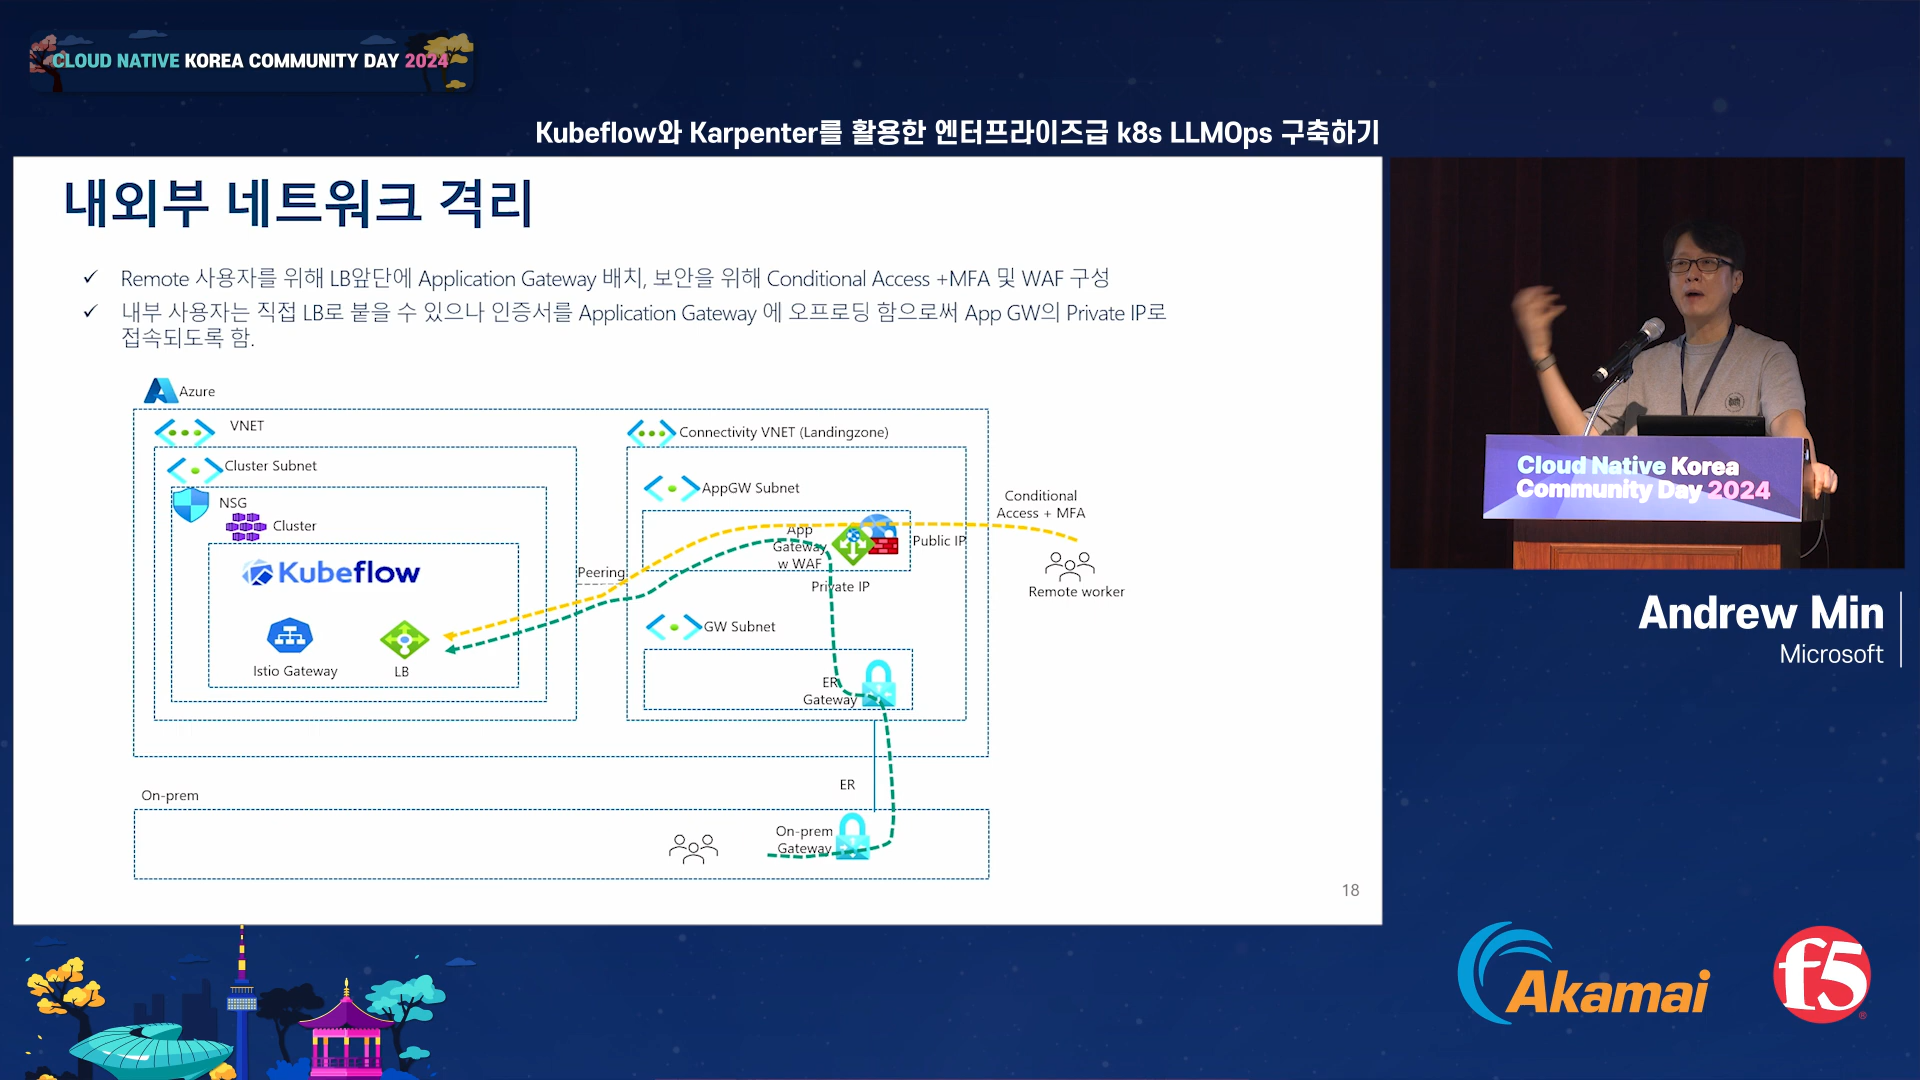 CLOUD NATIVE KOREA COMMUNITY DAY 2024
Kubeflow와 Karpenter를 활용한 엔터프라이즈급 k8s LLMOps 구축하기
내외부 네트워크 격리
✓ Remote 사용자를 위해 LB앞단에 Application Gateway 배치, 보안을 위해 Conditional Access +MFA 및 WAF 구성
✓ 내부 사용자는 직접 LB로 붙을 수 있으나 인증서를 Application Gateway 에 오프로딩 함으로써 App GW의 Private IP로
접속되도록 함.
Azure
VNET
Connectivity VNET (Landingzone)
Cluster Subnet
AppGW Subnet
NSG
Cluster
Conditional
Access + MFA
App
Gateway
w WAF
Public IP
Kubeflow
Peering
Private IP
Remote worker
GW Subnet
Istio Gateway
LB
ER
Gateway
ER
On-prem
On-prem
Gateway
18
Cloud Native Korea
Community Day 2024
Andrew Min
Microsoft
Akamai
f5